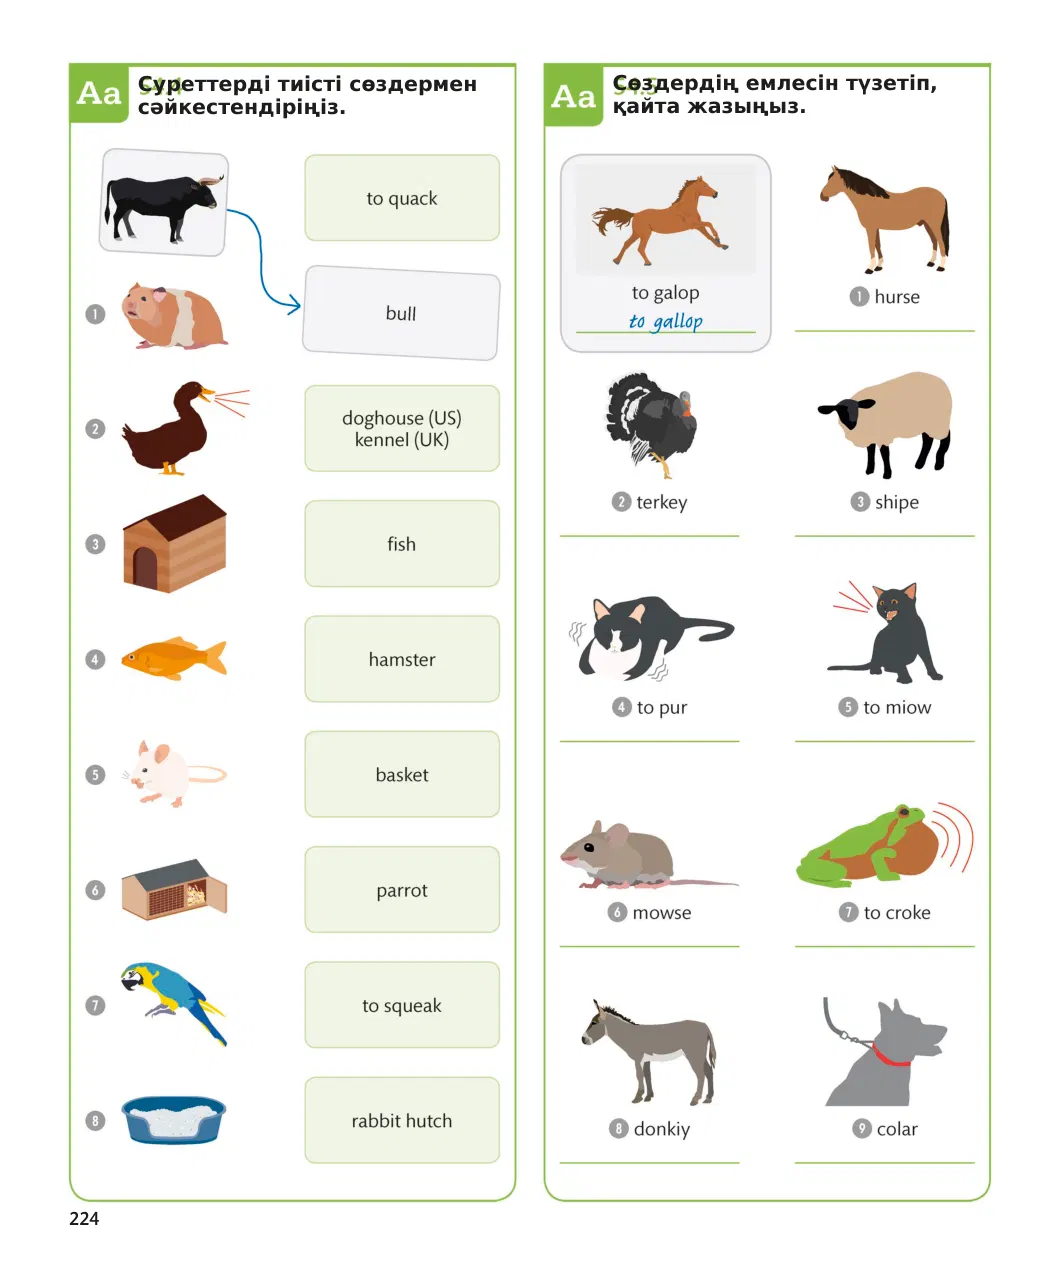 Aa
Суреттерді тиісті сөздермен
сәйкестендіріңіз.
to quack
bull
1
2
doghouse (US)
kennel (UK)
3
fish
4
hamster
5
basket
6
parrot
7
to squeak
8
rabbit hutch
Aa
Сөздердің емлесін түзетіп,
қайта жазыңыз.
to galop
to gallop
1 hurse
2 terkey
3 shipe
4 to pur
5 to miow
6 mowse
7 to croke
8 donkiy
9 colar
224